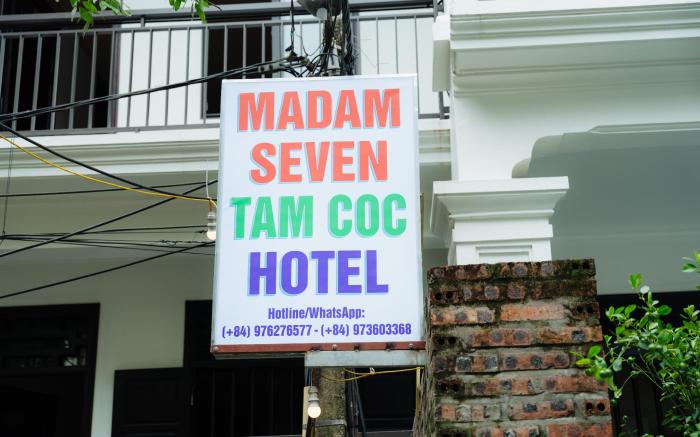 MADAM
SEVEN
TAM COC
HOTEL
Hotline/WhatsApp:
(+84) 976276577 - (+84) 973603368